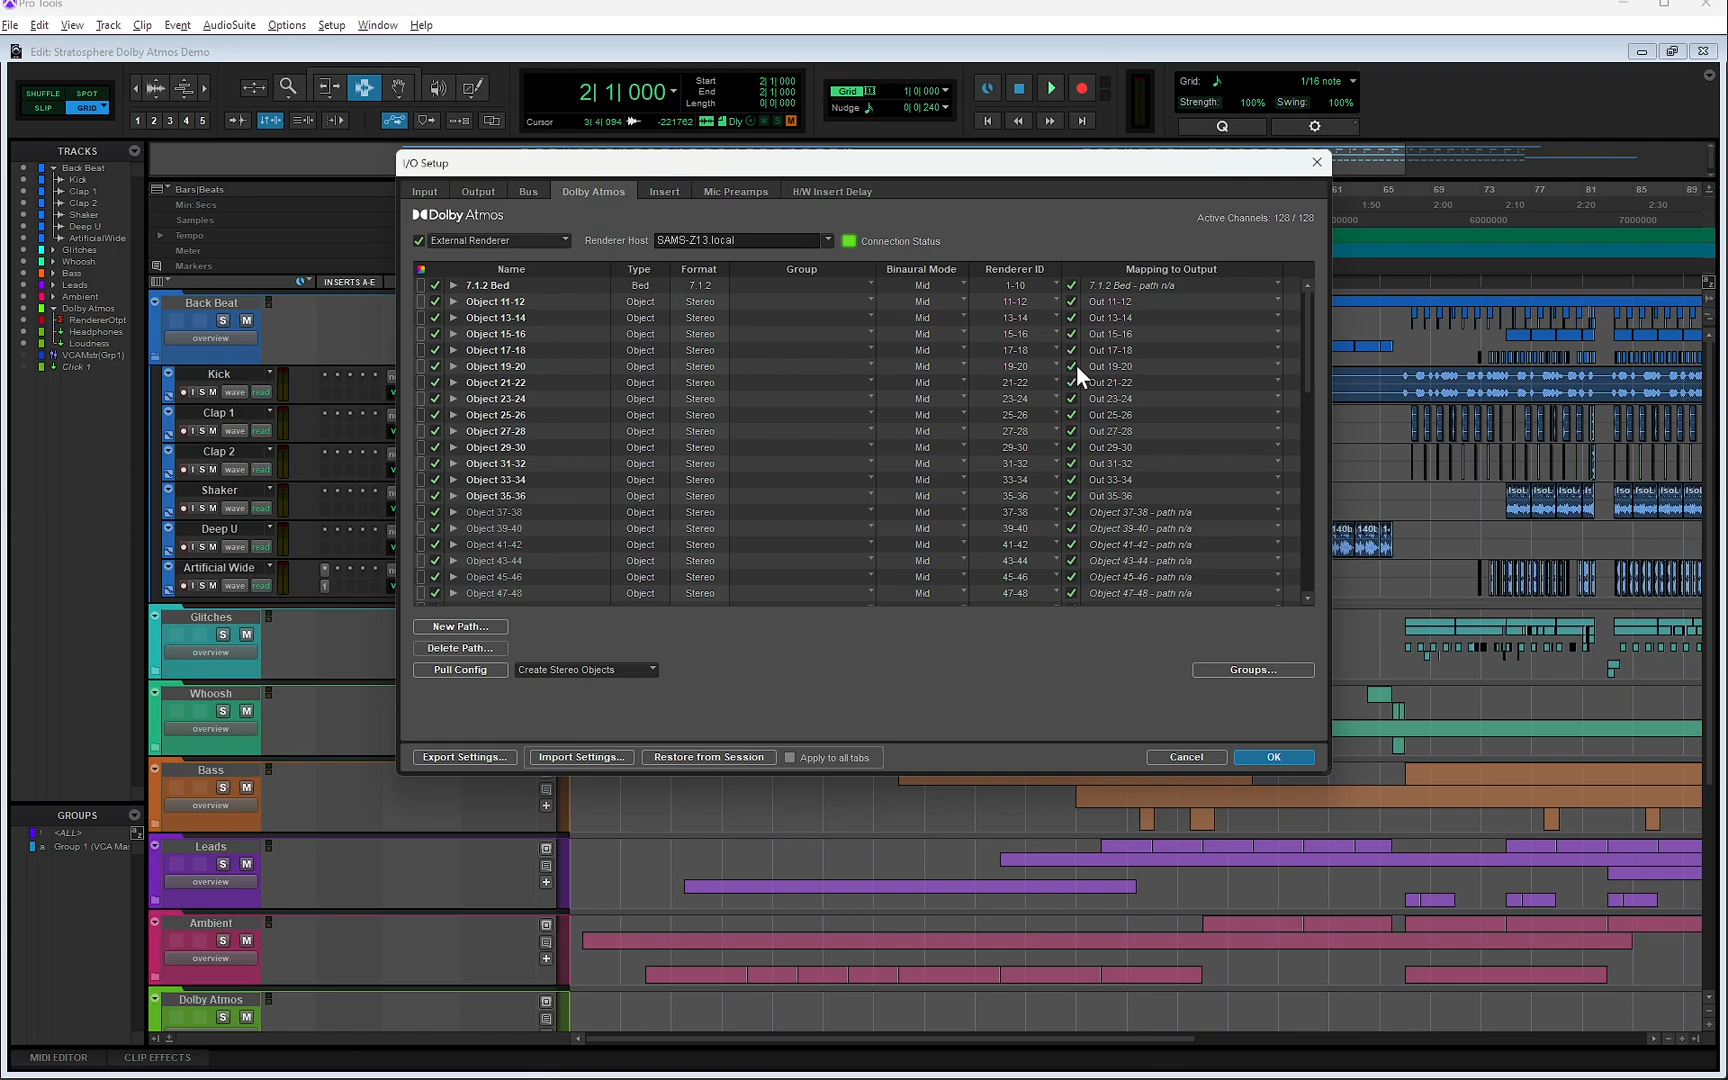 Pro Tools
File Edit View Track Clip Event AudioSuite Options Setup Window Help
Edit: Stratosphere Dolby Atmos Demo
SHUFFLE SPOT
SLIP GRID
1 2 3 4 5
2| 1| 000
Start 2| 1| 000
End 2| 1| 000
Length 0| 0| 000
Cursor 3| 4| 094 -221762 Dly S M
Grid 1| 0| 000
Nudge 0| 0| 240
Grid: 1/16 note
Strength: 100% Swing: 100%
Q
TRACKS
Back Beat
Kick
Clap 1
Clap 2
Shaker
Deep U
ArtificialWide
Glitches
Whoosh
Bass
Leads
Ambient
Dolby Atmos
RendererOtpt
Headphones
Loudness
VCAMstr(Grp1)
Click 1
GROUPS
<ALL>
a Group 1 (VCA Mas
Bars|Beats
Min:Secs
Samples
Tempo
Meter
Markers
INSERTS A-E
61 65 69 73 77 81 85 89
1:50 2:00 2:10 2:20 2:30
6000000 7000000
I/O Setup
Input Output Bus Dolby Atmos Insert Mic Preamps H/W Insert Delay
Dolby Atmos
Active Channels: 128 / 128
External Renderer Renderer Host: SAMS-Z13.local Connection Status
Name Type Format Group Binaural Mode Renderer ID Mapping to Output
7.1.2 Bed Bed 7.1.2 Mid 1-10 7.1.2 Bed - path n/a
Object 11-12 Object Stereo Mid 11-12 Out 11-12
Object 13-14 Object Stereo Mid 13-14 Out 13-14
Object 15-16 Object Stereo Mid 15-16 Out 15-16
Object 17-18 Object Stereo Mid 17-18 Out 17-18
Object 19-20 Object Stereo Mid 19-20 Out 19-20
Object 21-22 Object Stereo Mid 21-22 Out 21-22
Object 23-24 Object Stereo Mid 23-24 Out 23-24
Object 25-26 Object Stereo Mid 25-26 Out 25-26
Object 27-28 Object Stereo Mid 27-28 Out 27-28
Object 29-30 Object Stereo Mid 29-30 Out 29-30
Object 31-32 Object Stereo Mid 31-32 Out 31-32
Object 33-34 Object Stereo Mid 33-34 Out 33-34
Object 35-36 Object Stereo Mid 35-36 Out 35-36
Object 37-38 Object Stereo Mid 37-38 Object 37-38 - path n/a
Object 39-40 Object Stereo Mid 39-40 Object 39-40 - path n/a
Object 41-42 Object Stereo Mid 41-42 Object 41-42 - path n/a
Object 43-44 Object Stereo Mid 43-44 Object 43-44 - path n/a
Object 45-46 Object Stereo Mid 45-46 Object 45-46 - path n/a
Object 47-48 Object Stereo Mid 47-48 Object 47-48 - path n/a
New Path...
Delete Path...
Pull Config Create Stereo Objects Groups...
Export Settings... Import Settings... Restore from Session Apply to all tabs Cancel OK
Back Beat
S M
overview
Kick
I S M wave read
Clap 1
I S M wave read
Clap 2
I S M wave read
Shaker
I S M wave read
Deep U
I S M wave read
Artificial Wide
I S M wave read
Glitches
S M
overview
Whoosh
S M
overview
Bass
S M
overview
Leads
S M
overview
Ambient
S M
overview
Dolby Atmos
S M
MIDI EDITOR CLIP EFFECTS